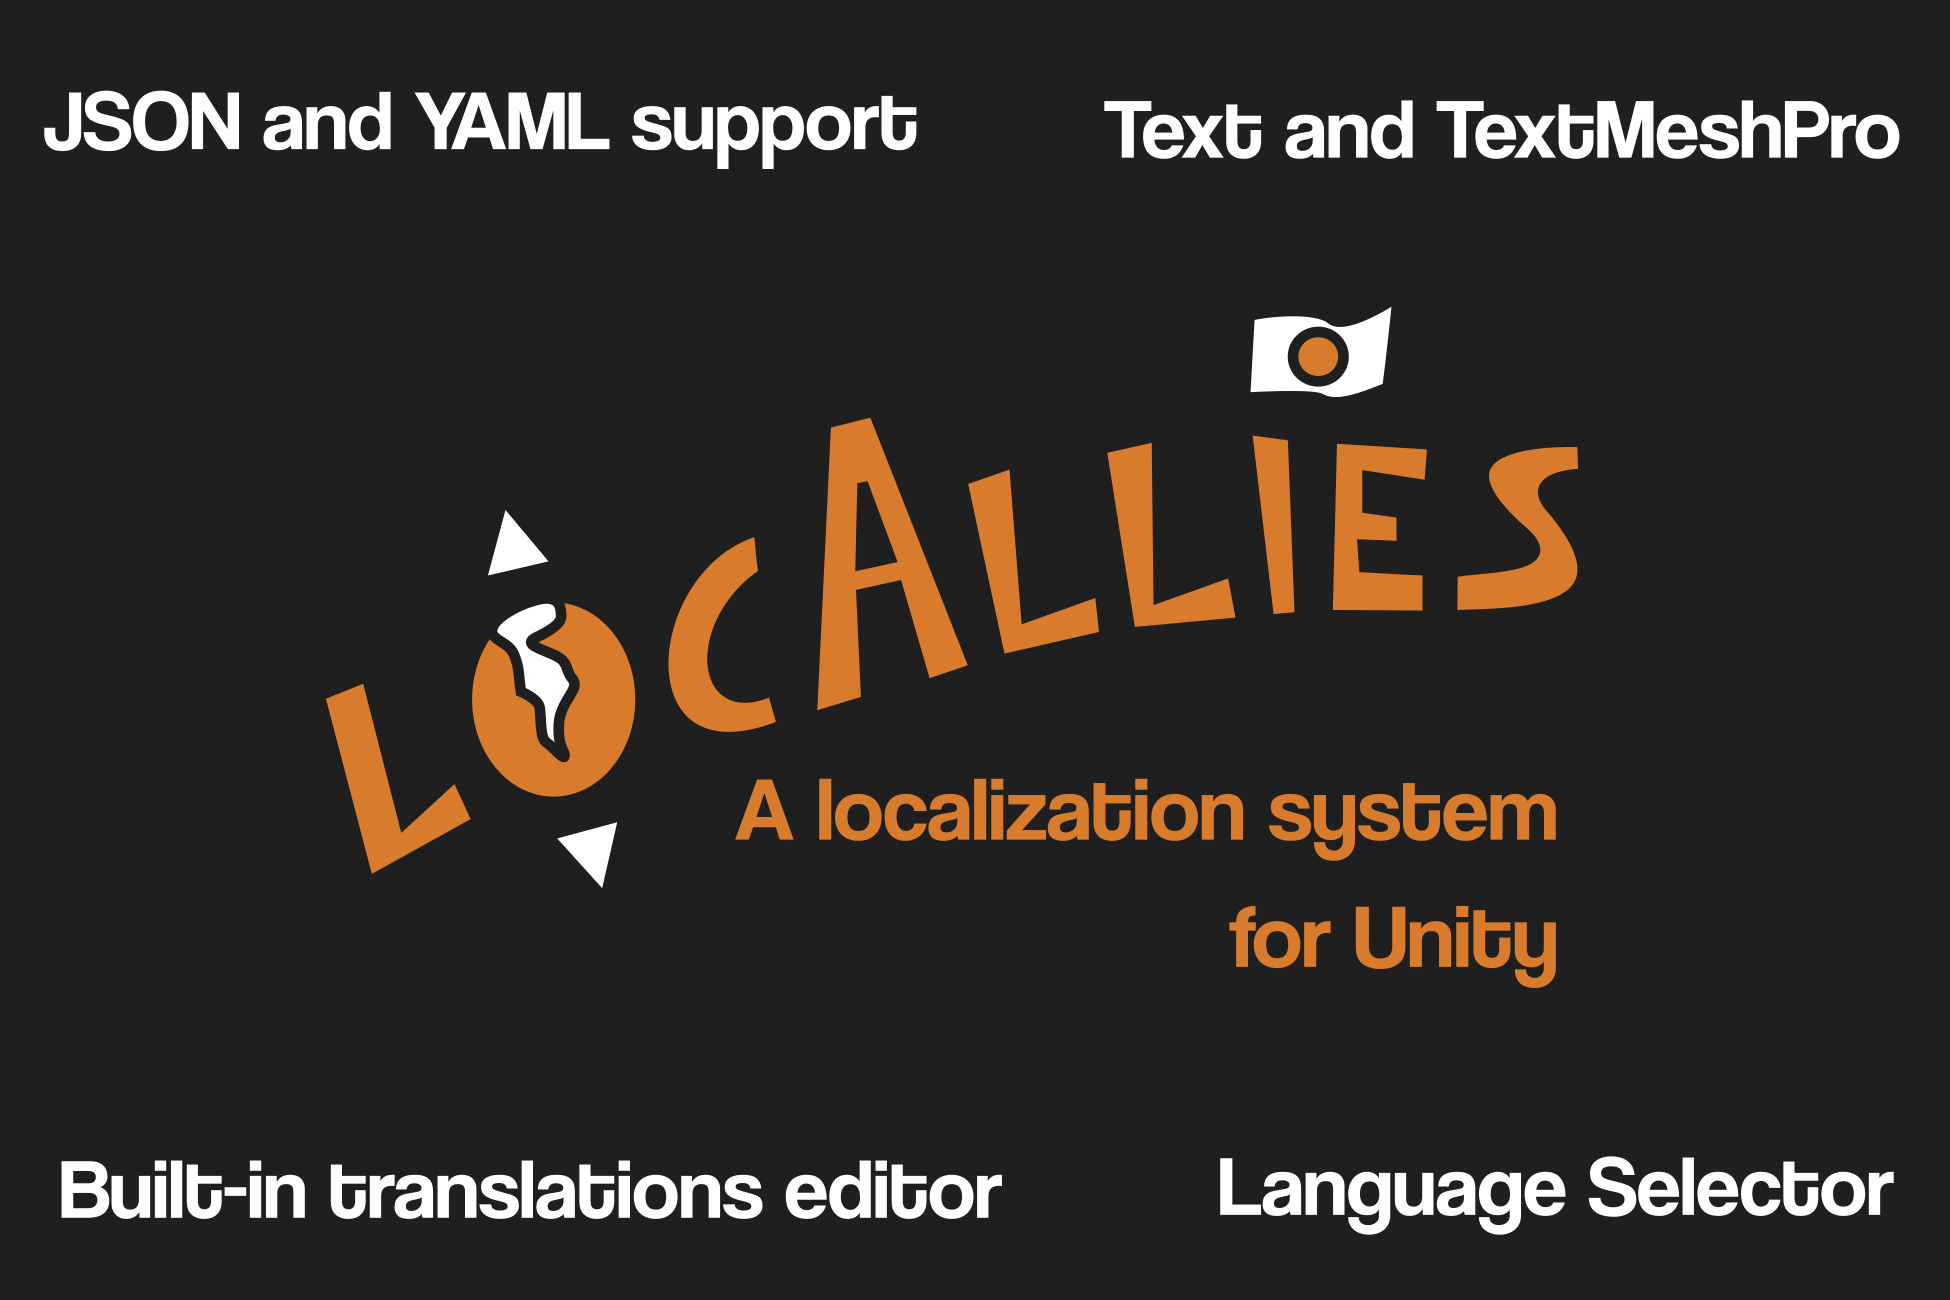 JSON and YAML support
Text and TextMeshPro
LOCALLIES
A localization system
for Unity
Built-in translations editor
Language Selector